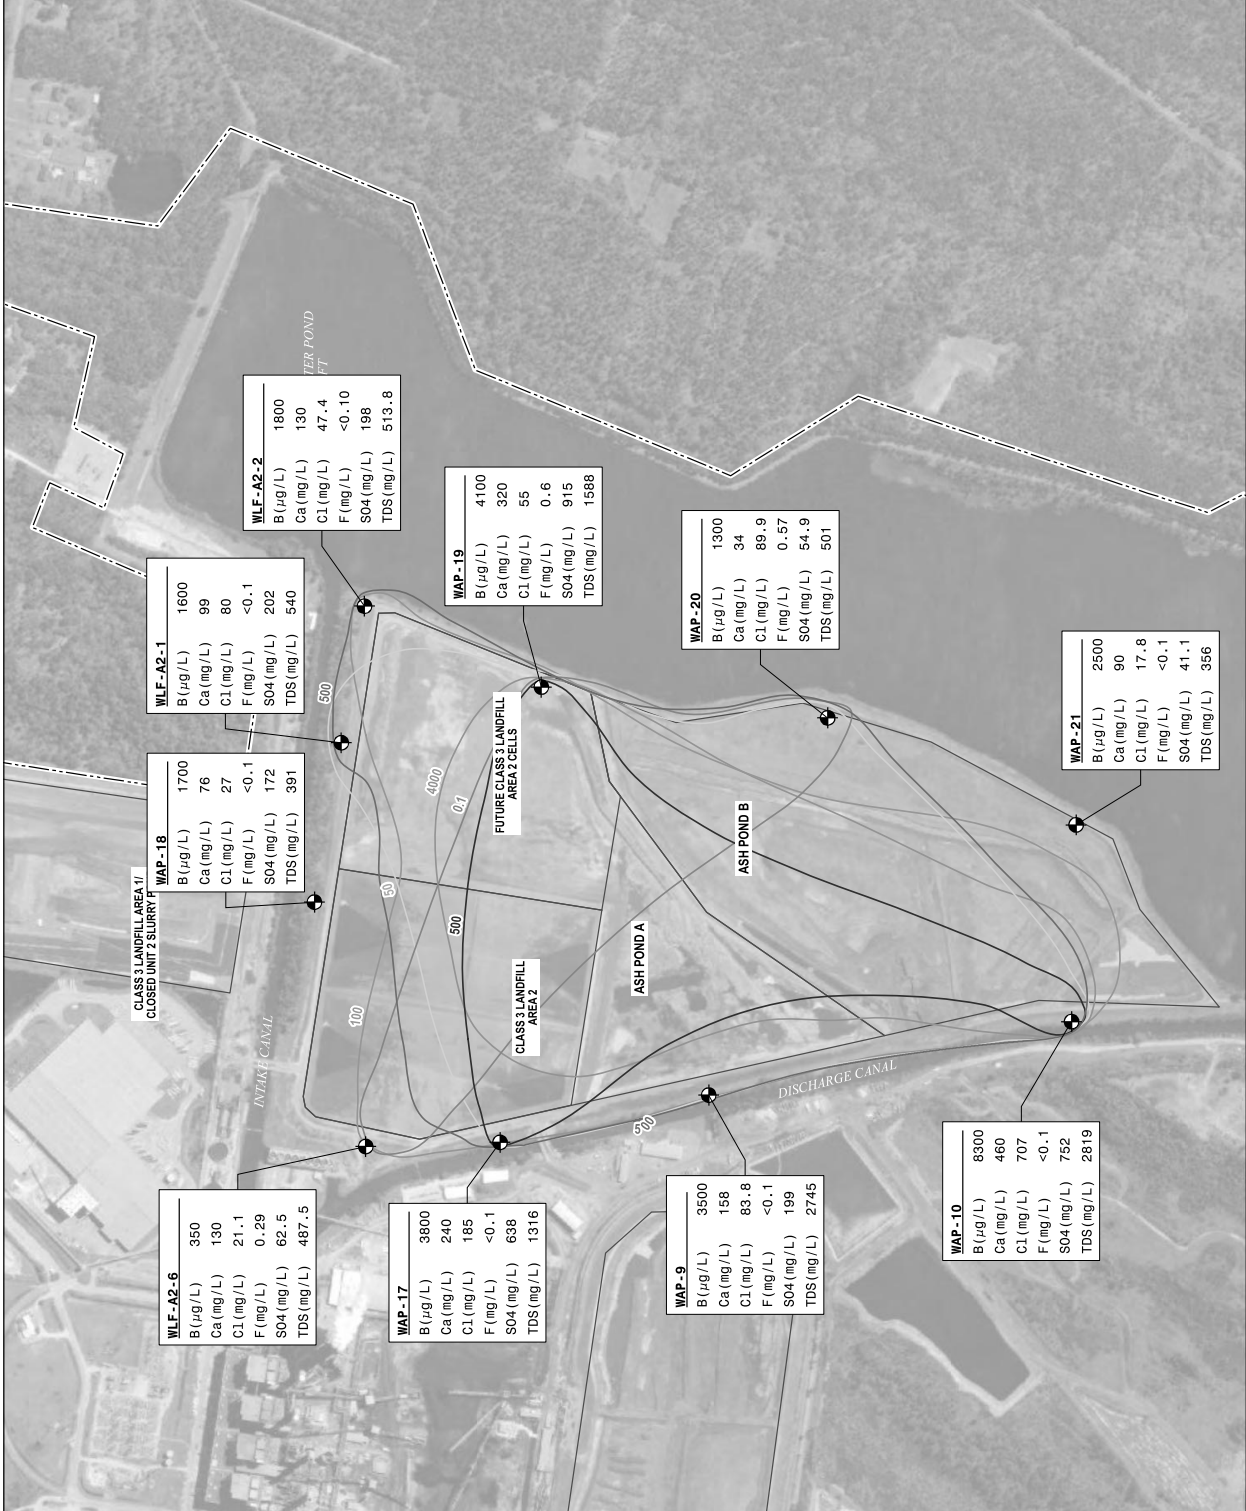 CLASS 3 LANDFILL AREA 1/
CLOSED UNIT 2 SLURRY P
WAP-18
B(µg/L) 1700
Ca(mg/L) 76
Cl(mg/L) 27
F(mg/L) <0.1
SO4(mg/L) 172
TDS(mg/L) 391
WLF-A2-1
B(µg/L) 1600
Ca(mg/L) 99
Cl(mg/L) 80
F(mg/L) <0.1
SO4(mg/L) 202
TDS(mg/L) 540
WLF-A2-2
B(µg/L) 1800
Ca(mg/L) 130
Cl(mg/L) 47.4
F(mg/L) <0.10
SO4(mg/L) 198
TDS(mg/L) 513.8
TER POND
FT
WLF-A2-6
B(µg/L) 350
Ca(mg/L) 130
Cl(mg/L) 21.1
F(mg/L) 0.29
SO4(mg/L) 62.5
TDS(mg/L) 487.5
INTAKE CANAL
500
100
50
4000
0.1
500
WAP-17
B(µg/L) 3800
Ca(mg/L) 240
Cl(mg/L) 185
F(mg/L) <0.1
SO4(mg/L) 638
TDS(mg/L) 1316
CLASS 3 LANDFILL
AREA 2
FUTURE CLASS 3 LANDFILL
AREA 2 CELLS
WAP-19
B(µg/L) 4100
Ca(mg/L) 320
Cl(mg/L) 55
F(mg/L) 0.6
SO4(mg/L) 915
TDS(mg/L) 1588
ASH POND A
ASH POND B
WAP-20
B(µg/L) 1300
Ca(mg/L) 34
Cl(mg/L) 89.9
F(mg/L) 0.57
SO4(mg/L) 54.9
TDS(mg/L) 501
WAP-9
B(µg/L) 3500
Ca(mg/L) 158
Cl(mg/L) 83.8
F(mg/L) <0.1
SO4(mg/L) 199
TDS(mg/L) 2745
DISCHARGE CANAL
WAP-10
B(µg/L) 8300
Ca(mg/L) 460
Cl(mg/L) 707
F(mg/L) <0.1
SO4(mg/L) 752
TDS(mg/L) 2819
WAP-21
B(µg/L) 2500
Ca(mg/L) 90
Cl(mg/L) 17.8
F(mg/L) <0.1
SO4(mg/L) 41.1
TDS(mg/L) 356